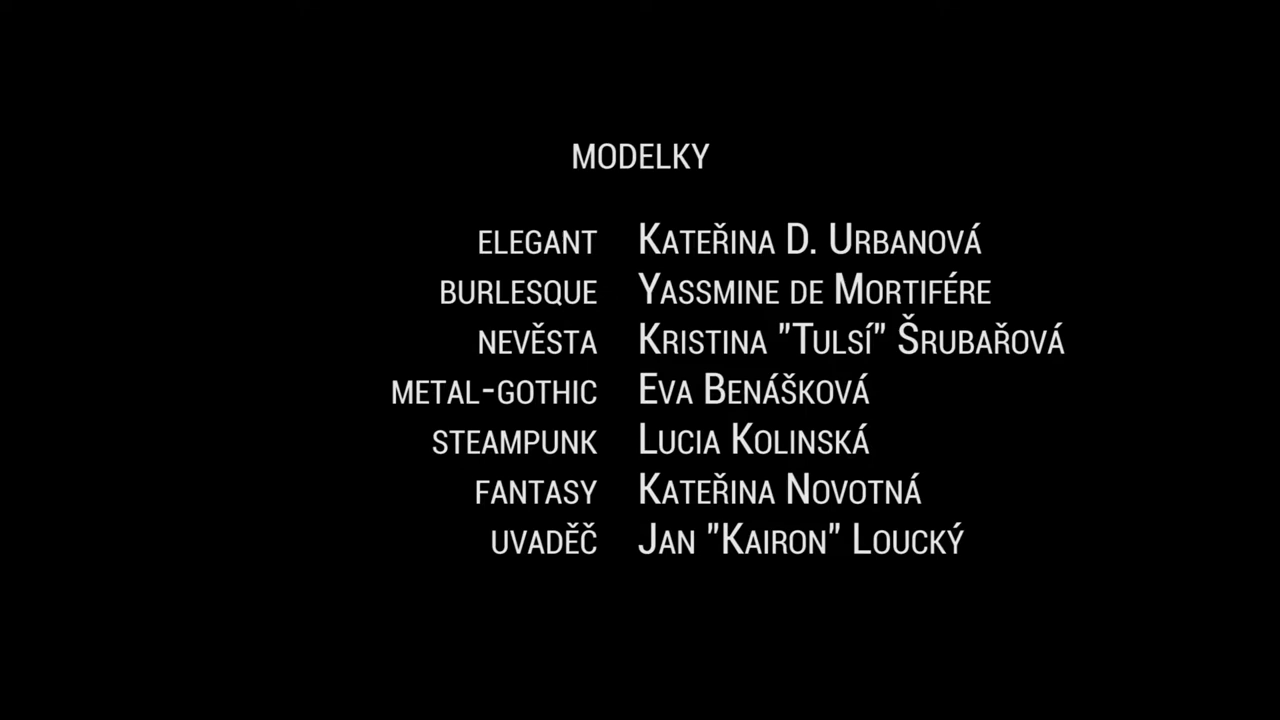 MODELKY
ELEGANT Kateřina D. Urbanová
BURLESQUE Yassmine de Mortifére
NEVĚSTA Kristina "Tulsí" Šrubařová
METAL-GOTHIC Eva Benášková
STEAMPUNK Lucia Kolinská
FANTASY Kateřina Novotná
UVADĚČ Jan "Kairon" Loucký